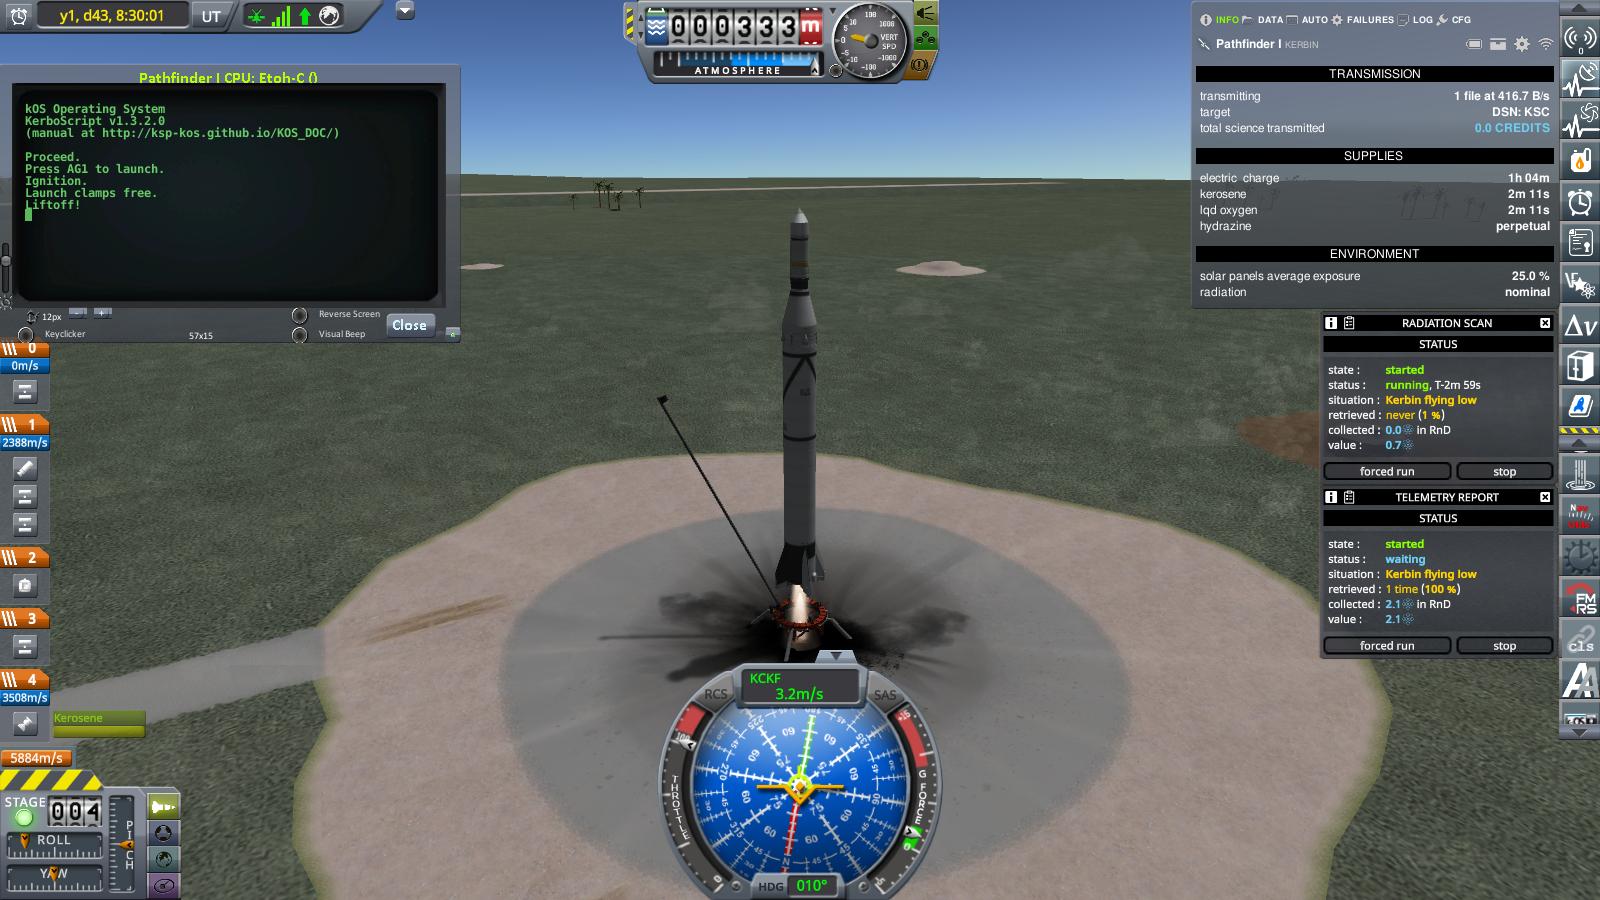 y1, d43, 8:30:01
UT
000333m
ATMOSPHERE
VERT
SPD
Pathfinder I CPU: Etoh-C ()
kOS Operating System
KerboScript v1.3.2.0
(manual at http://ksp-kos.github.io/KOS_DOC/)
Proceed.
Press AG1 to launch.
Ignition.
Launch clamps free.
Liftoff!
12px
Reverse Screen
Close
Keyclicker
57x15
Visual Beep
INFO DATA AUTO FAILURES LOG CFG
Pathfinder I KERBIN
TRANSMISSION
transmitting 1 file at 416.7 B/s
target DSN: KSC
total science transmitted 0.0 CREDITS
SUPPLIES
electric charge 1h 04m
kerosene 2m 11s
lqd oxygen 2m 11s
hydrazine perpetual
ENVIRONMENT
solar panels average exposure 25.0 %
radiation nominal
RADIATION SCAN
STATUS
state : started
status : running, T-2m 59s
situation : Kerbin flying low
retrieved : never (1 %)
collected : 0.0 in RnD
value : 0.7
forced run stop
TELEMETRY REPORT
STATUS
state : started
status : waiting
situation : Kerbin flying low
retrieved : 1 time (100 %)
collected : 2.1 in RnD
value : 2.1
forced run stop
0
0m/s
1
2388m/s
2
3
4
3508m/s
Kerosene
5884m/s
STAGE
004
ROLL
YAW
PITCH
RCS
KCKF
3.2m/s
SAS
THROTTLE
G FORCE
HDG 010°
Δv
FM
RS
cls